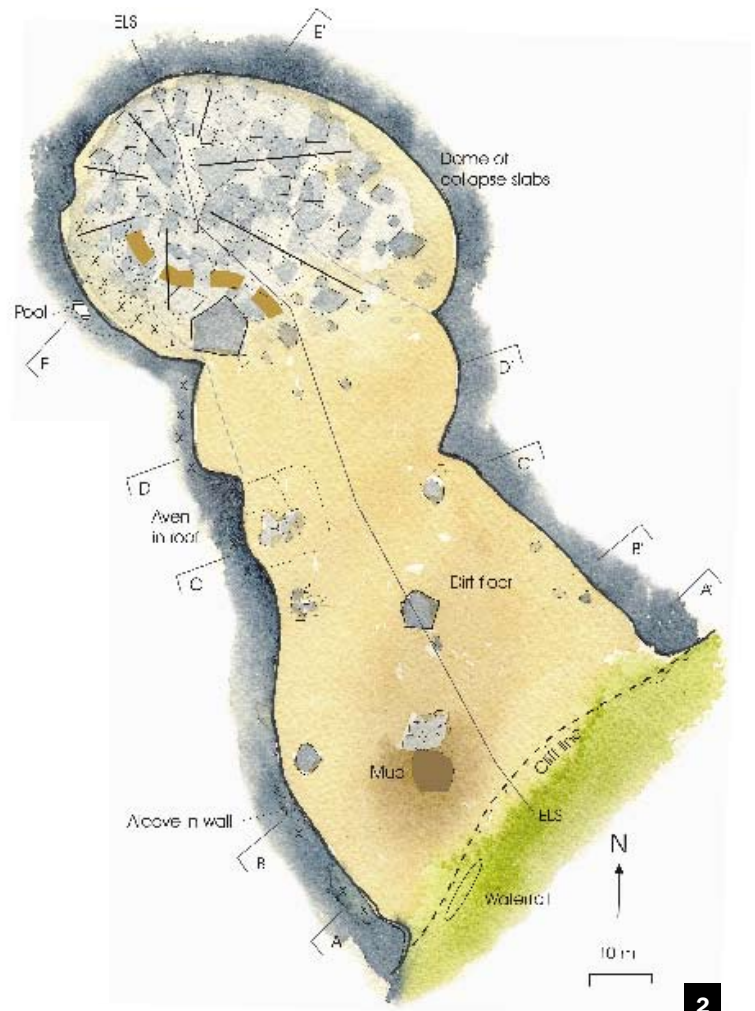 ELS
E'
Dome of
collapse slabs
Pool
E
D'
D
C'
Aven
in roof
C
B'
Dirt floor
A'
Cliff line
Mud
ELS
Alcove in wall
B
N
Waterfall
A
10 m
2